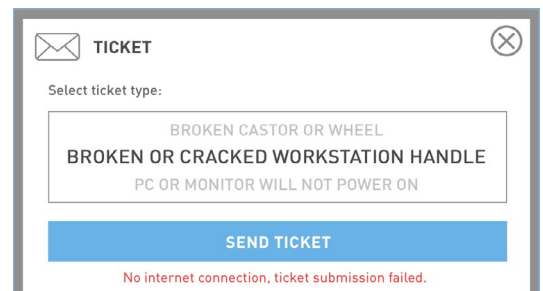 TICKET
Select ticket type:
BROKEN CASTOR OR WHEEL
BROKEN OR CRACKED WORKSTATION HANDLE
PC OR MONITOR WILL NOT POWER ON
SEND TICKET
No internet connection, ticket submission failed.